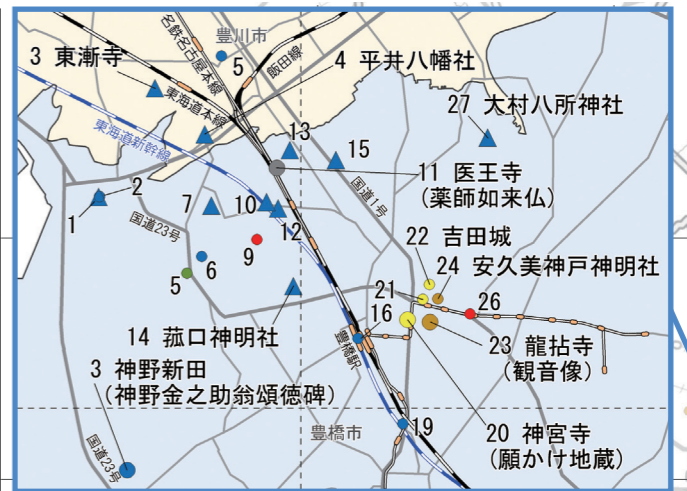 名鉄名古屋本線
豊川市
5
飯田線
3 東漸寺
4 平井八幡社
東海道本線
東海道新幹線
27 大村八所神社
13
15
11 医王寺
(薬師如来仏)
国道1号
2
1
国道23号
7
10
12
9
6
5
22 吉田城
24 安久美神戸神明社
21
26
16
豊橋駅
14 菰口神明社
3 神野新田
(神野金之助翁頌徳碑)
23 龍拈寺
(観音像)
19
豊橋市
20 神宮寺
(願かけ地蔵)
国道23号